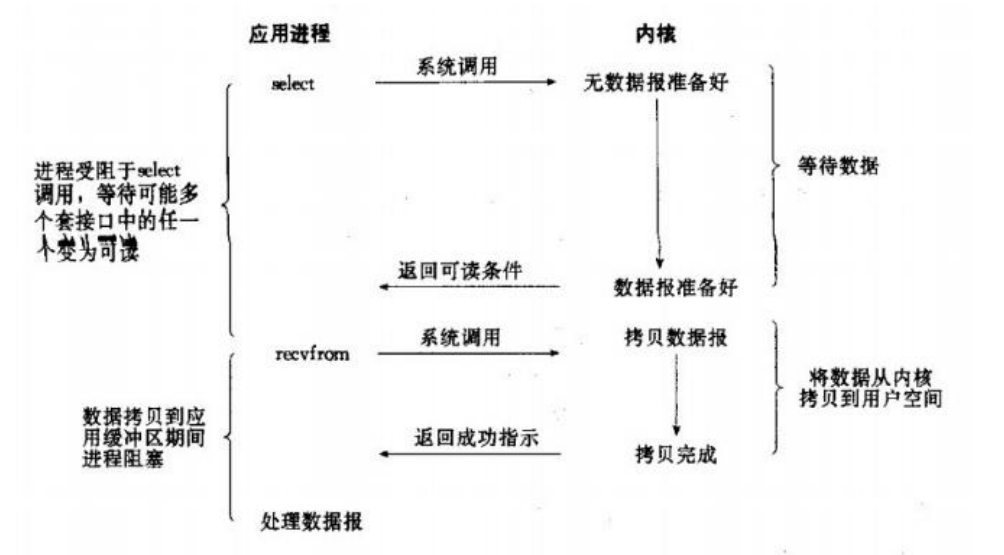 应用进程
内核
select
系统调用
无数据报准备好
进程受阻于select
调用，等待可能多
个套接口中的任一
个变为可读
等待数据
返回可读条件
数据报准备好
recvfrom
系统调用
拷贝数据报
将数据从内核
拷贝到用户空间
数据拷贝到应
用缓冲区期间
进程阻塞
返回成功指示
拷贝完成
处理数据报